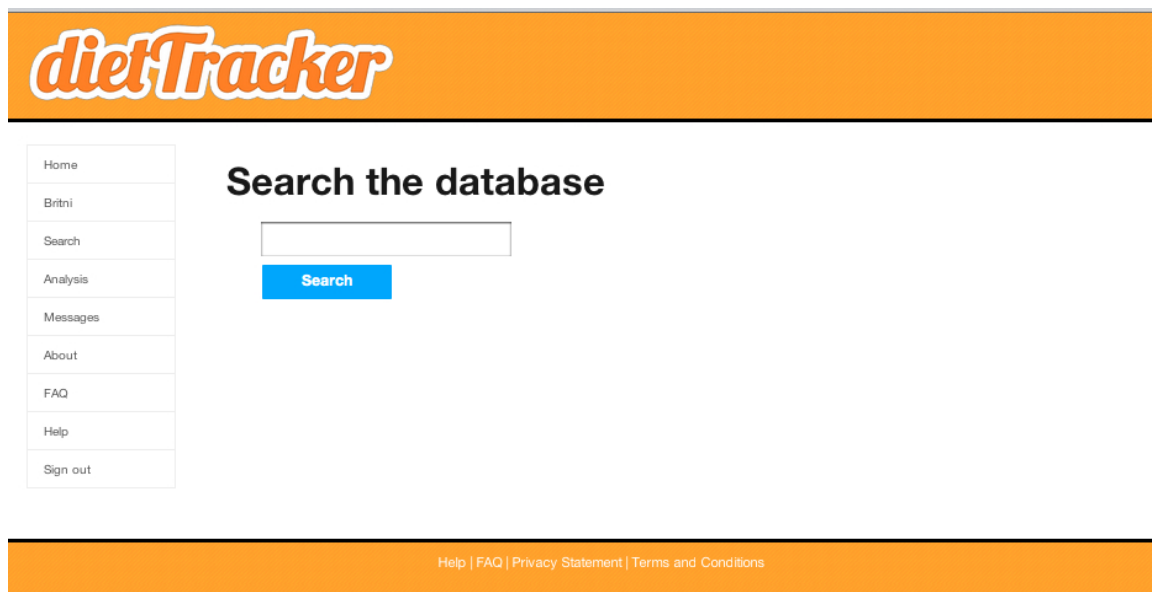 dietTracker
Home
Britni
Search
Analysis
Messages
About
FAQ
Help
Sign out
Search the database
Search
Help | FAQ | Privacy Statement | Terms and Conditions